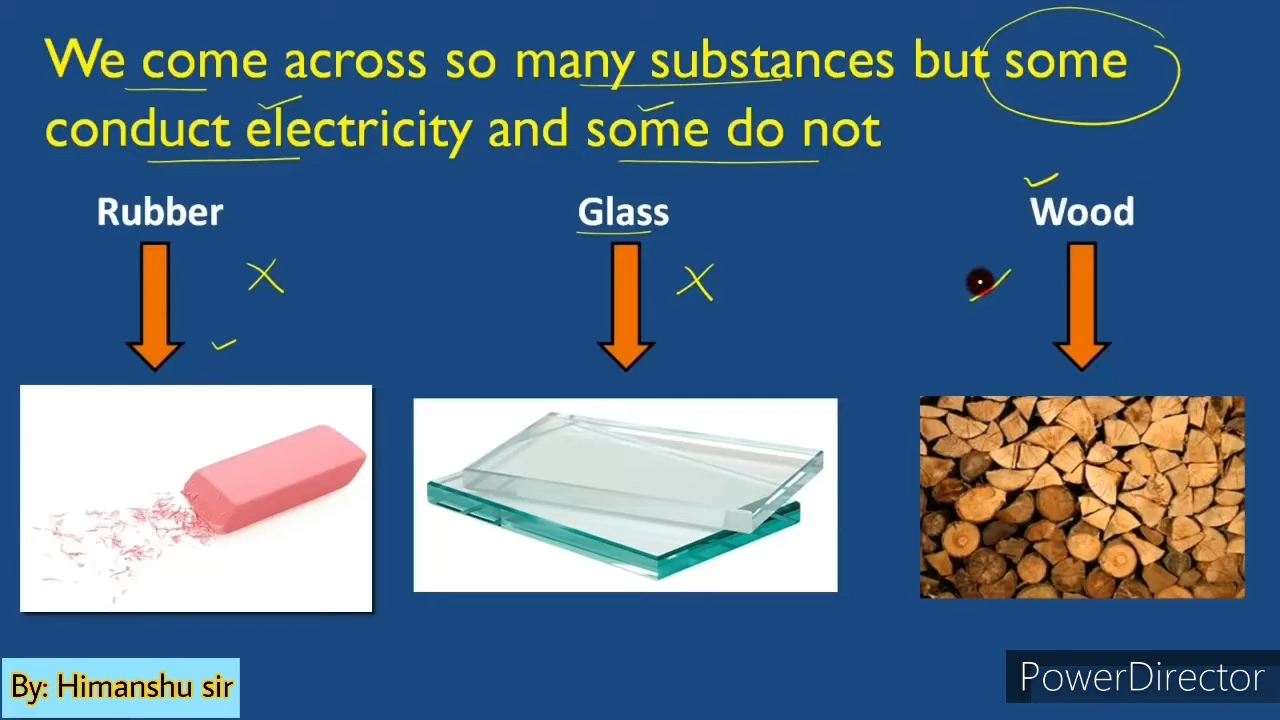 We come across so many substances but some
conduct electricity and some do not
Rubber
Glass
Wood
By: Himanshu sir
PowerDirector